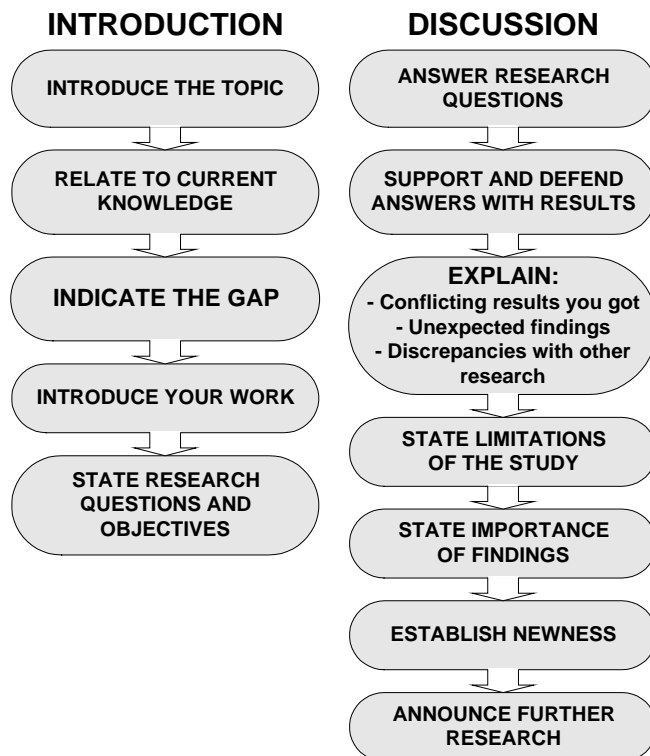 INTRODUCTION
INTRODUCE THE TOPIC
RELATE TO CURRENT
KNOWLEDGE
INDICATE THE GAP
INTRODUCE YOUR WORK
STATE RESEARCH
QUESTIONS AND
OBJECTIVES
DISCUSSION
ANSWER RESEARCH
QUESTIONS
SUPPORT AND DEFEND
ANSWERS WITH RESULTS
EXPLAIN:
- Conflicting results you got
- Unexpected findings
- Discrepancies with other
research
STATE LIMITATIONS
OF THE STUDY
STATE IMPORTANCE
OF FINDINGS
ESTABLISH NEWNESS
ANNOUNCE FURTHER
RESEARCH